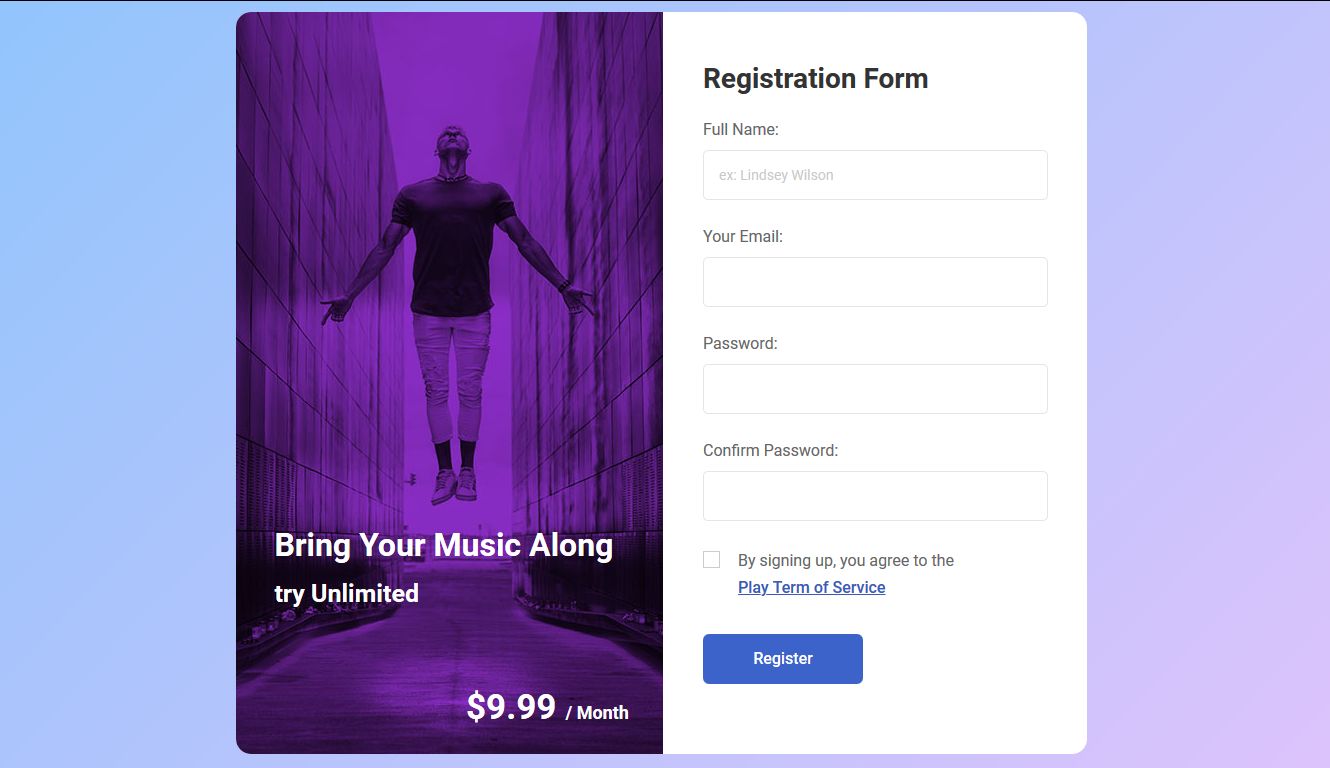 Bring Your Music Along
try Unlimited
$9.99 / Month
Registration Form
Full Name:
ex: Lindsey Wilson
Your Email:
Password:
Confirm Password:
By signing up, you agree to the
Play Term of Service
Register